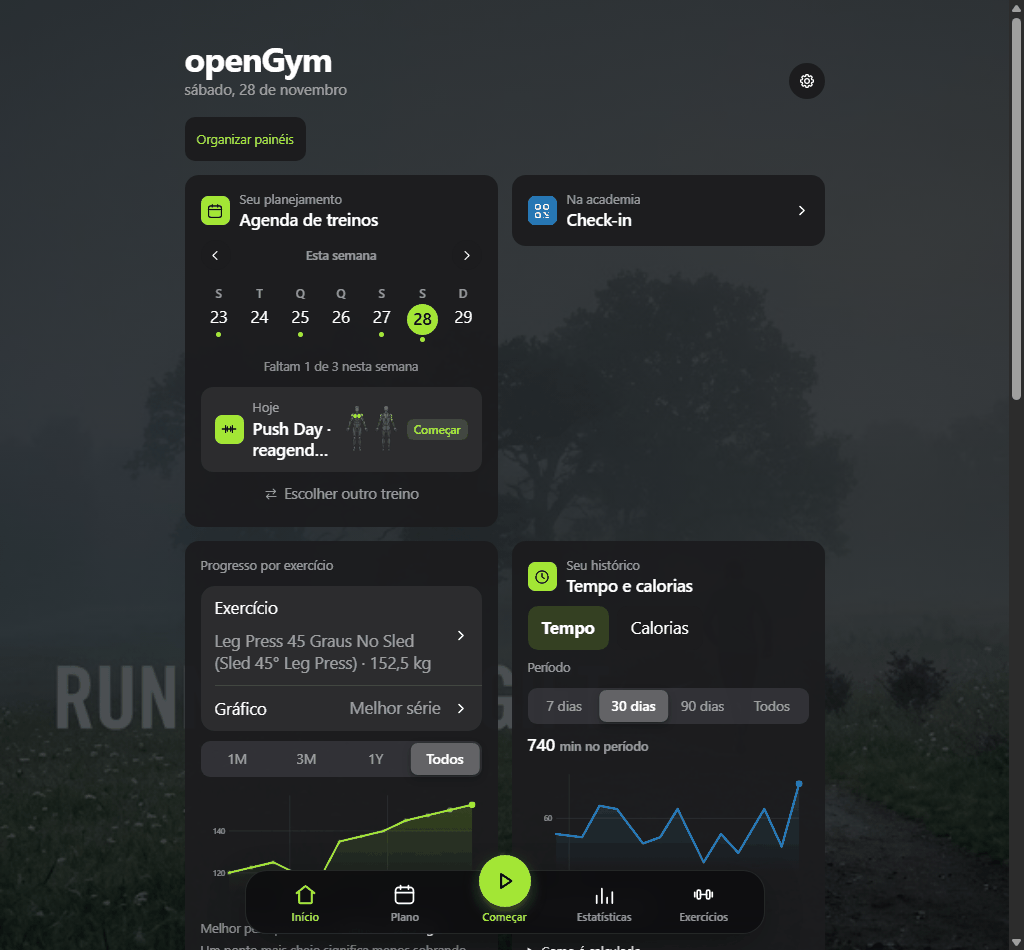 openGym
sábado, 28 de novembro
Organizar painéis
Seu planejamento
Agenda de treinos
Esta semana
S T Q Q S S D
23 24 25 26 27 28 29
Faltam 1 de 3 nesta semana
Hoje
Push Day ·
reagend...
Começar
Escolher outro treino
Na academia
Check-in
Progresso por exercício
Exercício
Leg Press 45 Graus No Sled
(Sled 45° Leg Press) · 152,5 kg
Gráfico
Melhor série
1M 3M 1Y Todos
140
120
Melhor
Seu histórico
Tempo e calorias
Tempo Calorias
Período
7 dias 30 dias 90 dias Todos
740 min no período
60
RUN
G
Início
Plano
Começar
Estatísticas
Exercícios